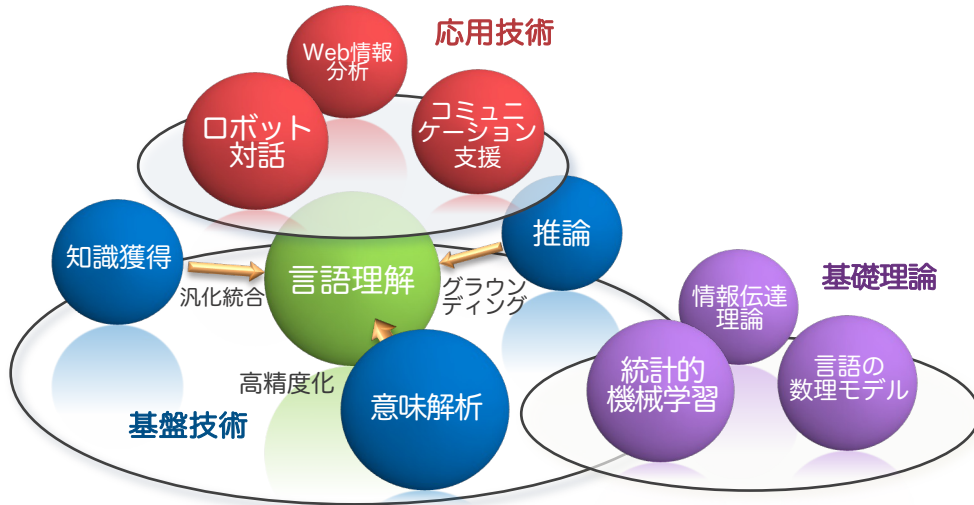 応用技術
Web情報
分析
ロボット
対話
コミュニ
ケーション
支援
知識獲得
推論
言語理解
汎化統合
グラウン
ディング
高精度化
意味解析
基盤技術
基礎理論
情報伝達
理論
統計的
機械学習
言語の
数理モデル